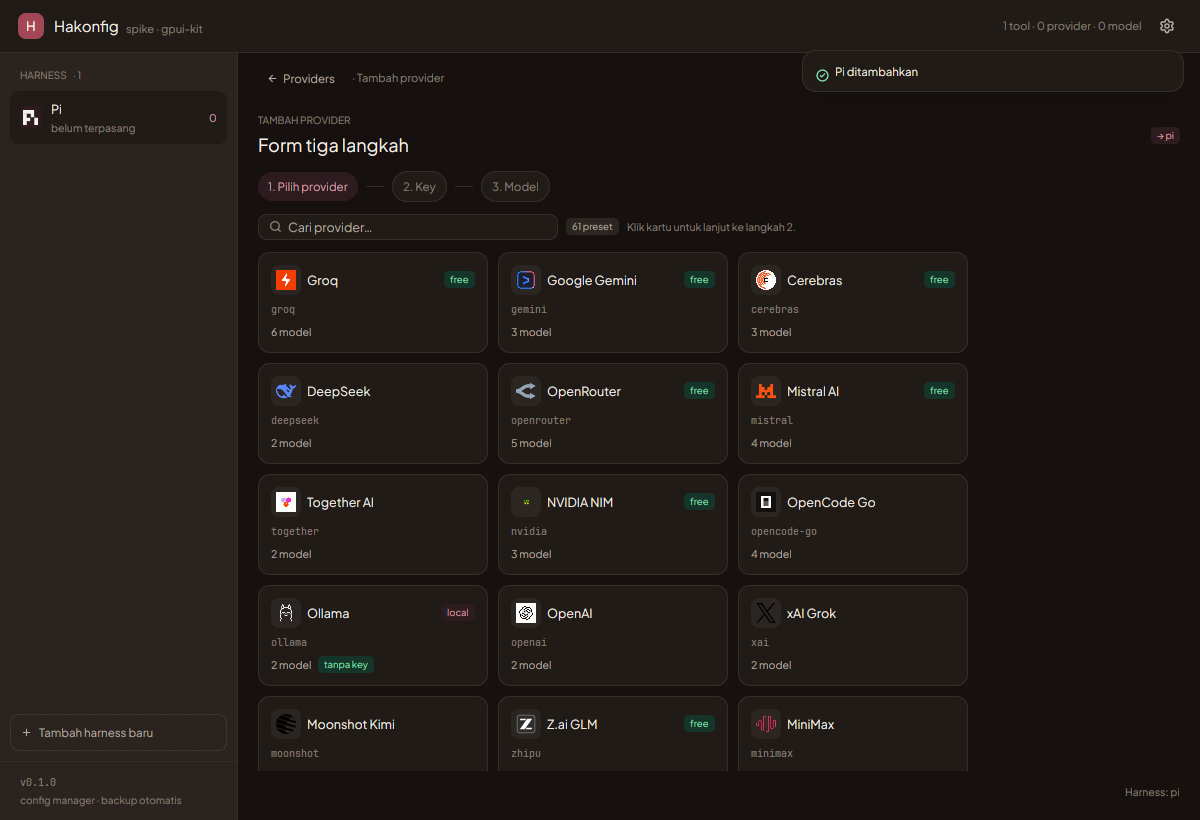 H Hakonfig spike · gpui-kit
1 tool · 0 provider · 0 model
HARNESS · 1
Pi
belum terpasang
0
← Providers · Tambah provider
Pi ditambahkan
TAMBAH PROVIDER
Form tiga langkah
→ pi
1. Pilih provider
2. Key
3. Model
Cari provider...
61 preset
Klik kartu untuk lanjut ke langkah 2.
Groq free
groq
6 model
Google Gemini free
gemini
3 model
Cerebras free
cerebras
3 model
DeepSeek
deepseek
2 model
OpenRouter free
openrouter
5 model
Mistral AI free
mistral
4 model
Together AI
together
2 model
NVIDIA NIM free
nvidia
3 model
OpenCode Go
opencode-go
4 model
Ollama local
ollama
2 model tanpa key
OpenAI
openai
2 model
xAI Grok
xai
2 model
Moonshot Kimi
moonshot
Z.ai GLM free
zhipu
MiniMax
minimax
+ Tambah harness baru
v0.1.0
config manager · backup otomatis
Harness: pi